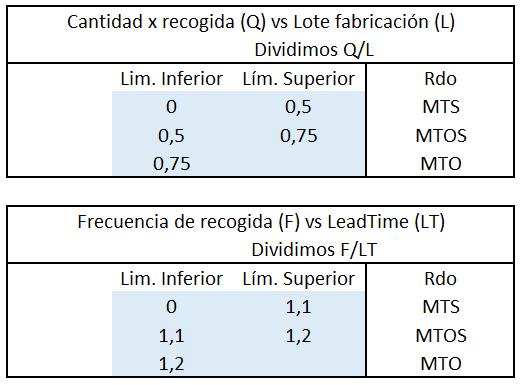 Cantidad x recogida (Q) vs Lote fabricación (L)
Dividimos Q/L
Lim. Inferior Lím. Superior Rdo
0 0,5 MTS
0,5 0,75 MTOS
0,75 MTO
Frecuencia de recogida (F) vs LeadTime (LT)
Dividimos F/LT
Lim. Inferior Lím. Superior Rdo
0 1,1 MTS
1,1 1,2 MTOS
1,2 MTO